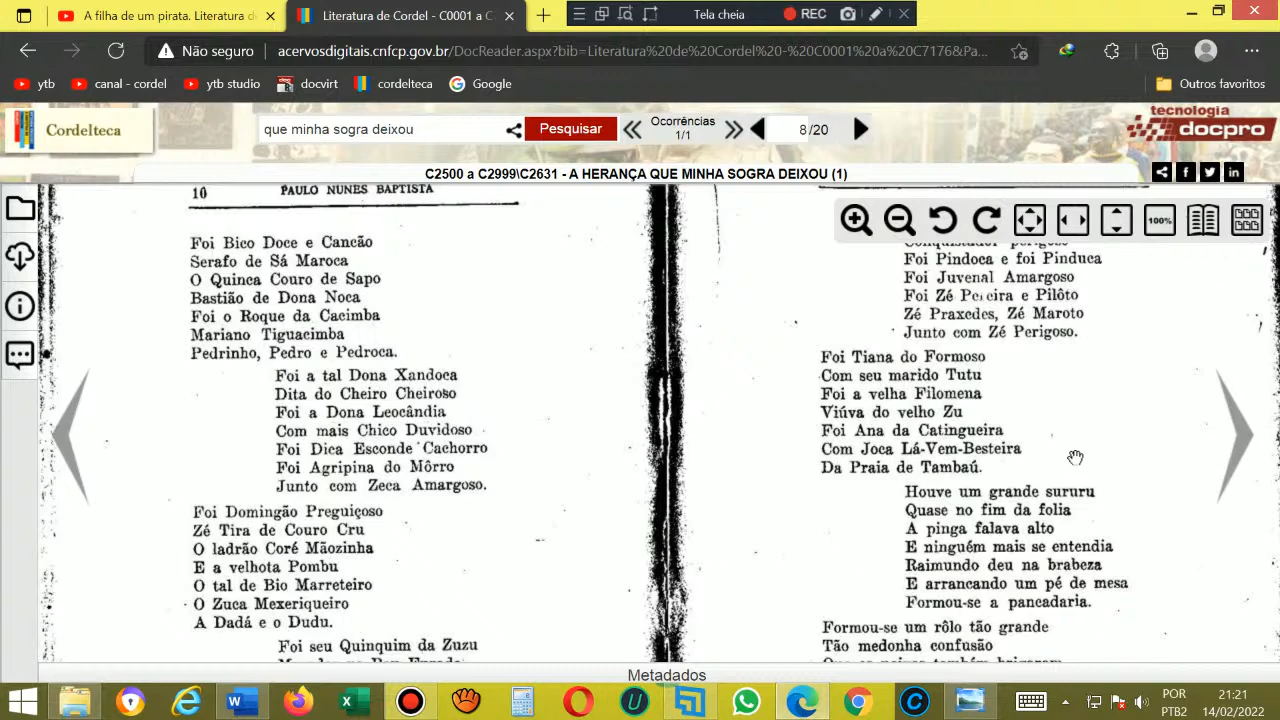 A filha de um pirata. Literatura d
Literatura de Cordel - C0001 a C
Tela cheia
REC
Não seguro
acervosdigitais.cnfcp.gov.br/DocReader.aspx?bib=Literatura%20de%20Cordel%20-%20C0001%20a%20C7176&Pa...
ytb
canal - cordel
ytb studio
docvirt
cordelteca
Google
Outros favoritos
Cordelteca
que minha sogra deixou
Pesquisar
Ocorrências
1/1
8/20
tecnologia
docpro
C2500 a C2999\C2631 - A HERANÇA QUE MINHA SOGRA DEIXOU (1)
100%
10 PAULO NUNES BAPTISTA
Foi Bico Doce e Cancão
Serafo de Sá Maroca
O Quinca Couro de Sapo
Bastião de Dona Noca
Foi o Roque da Cacimba
Mariano Tiguacimba
Pedrinho, Pedro e Pedroca.
Foi a tal Dona Xandoca
Dita do Cheiro Cheiroso
Foi a Dona Leocândia
Com mais Chico Duvidoso
Foi Dica Esconde Cachorro
Foi Agripina do Môrro
Junto com Zeca Amargoso.
Foi Domingão Preguiçoso
Zé Tira de Couro Cru
O ladrão Coré Mãozinha
E a velhota Pombu
O tal de Bio Marreteiro
O Zuca Mexeriqueiro
A Dadá e o Dudu.
Foi seu Quinquim da Zuzu
Conquistador perigoso
Foi Pindoca e foi Pinduca
Foi Juvenal Amargoso
Foi Zé Pereira e Pilôto
Zé Praxedes, Zé Maroto
Junto com Zé Perigoso.
Foi Tiana do Formoso
Com seu marido Tutu
Foi a velha Filomena
Viúva do velho Zu
Foi Ana da Catingueira
Com Joca Lá-Vem-Besteira
Da Praia de Tambaú.
Houve um grande sururu
Quase no fim da folia
A pinga falava alto
E ninguém mais se entendia
Raimundo deu na brabeza
E arrancando um pé de mesa
Formou-se a pancadaria.
Formou-se um rôlo tão grande
Tão medonha confusão
Metadados
POR
PTB2
21:21
14/02/2022